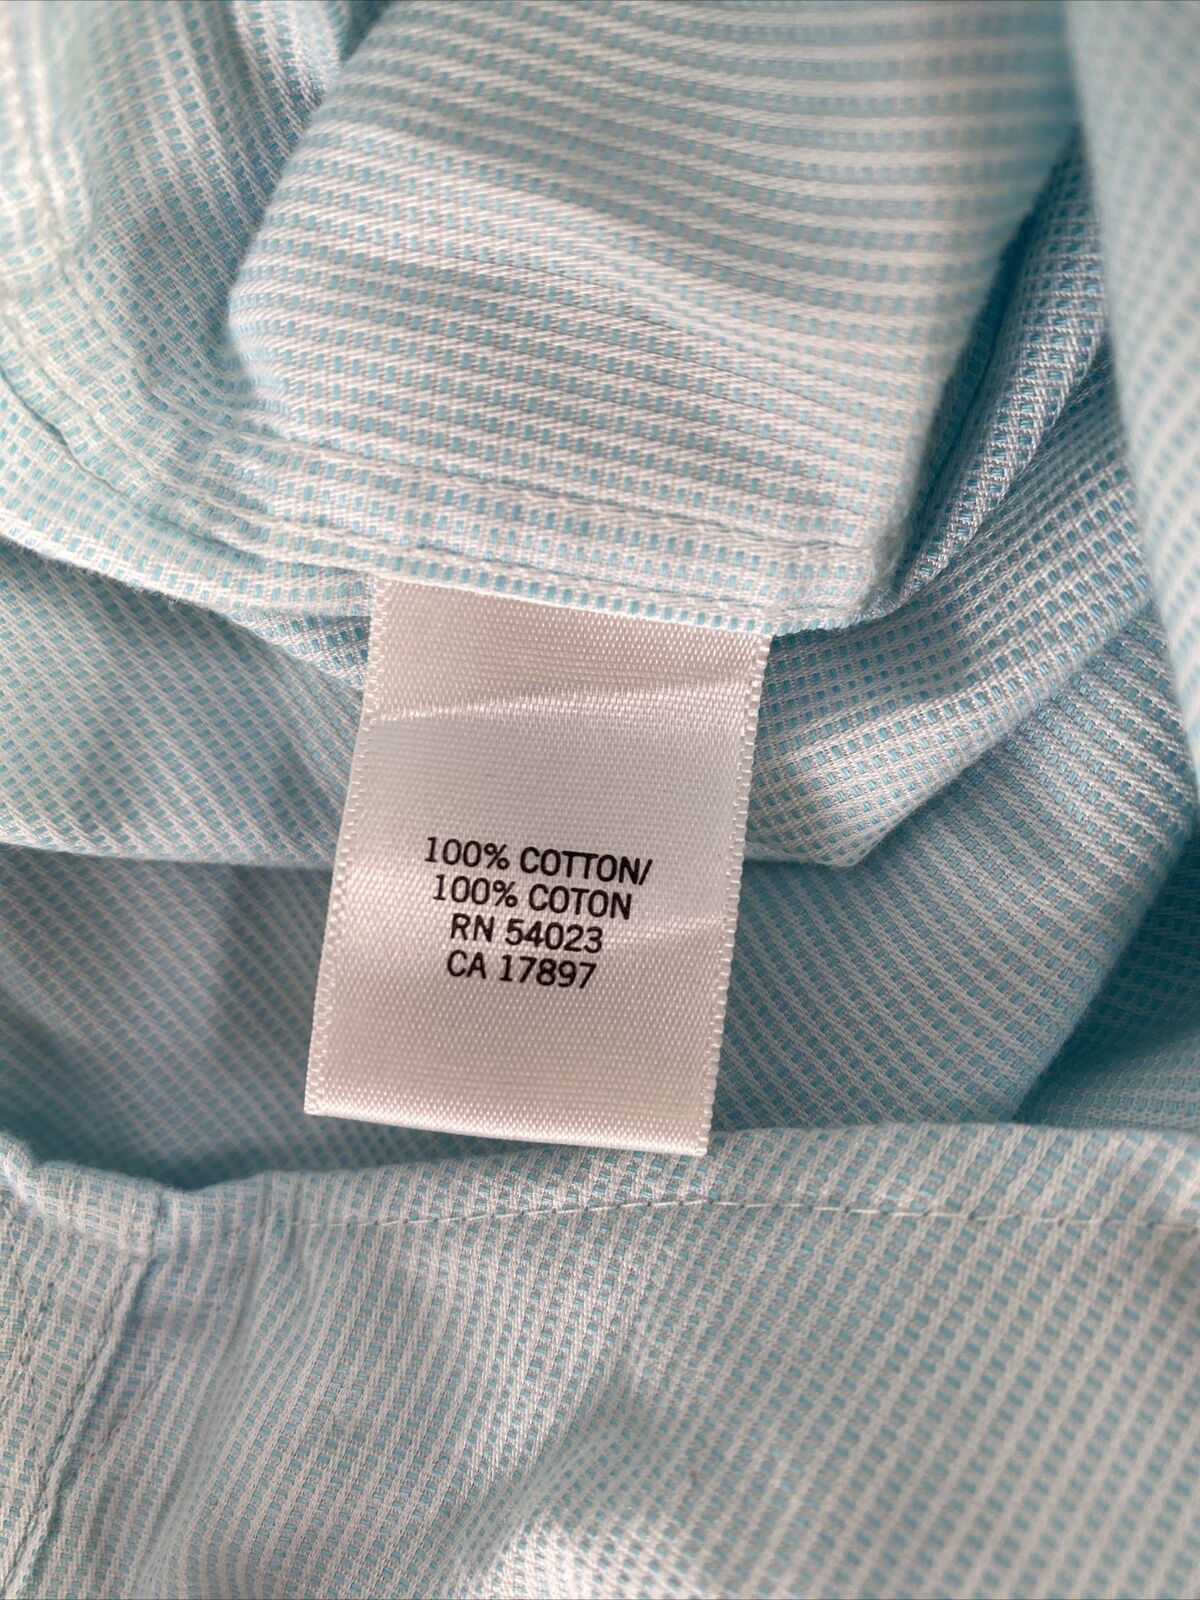 100% COTTON/
100% COTON
RN 54023
CA 17897